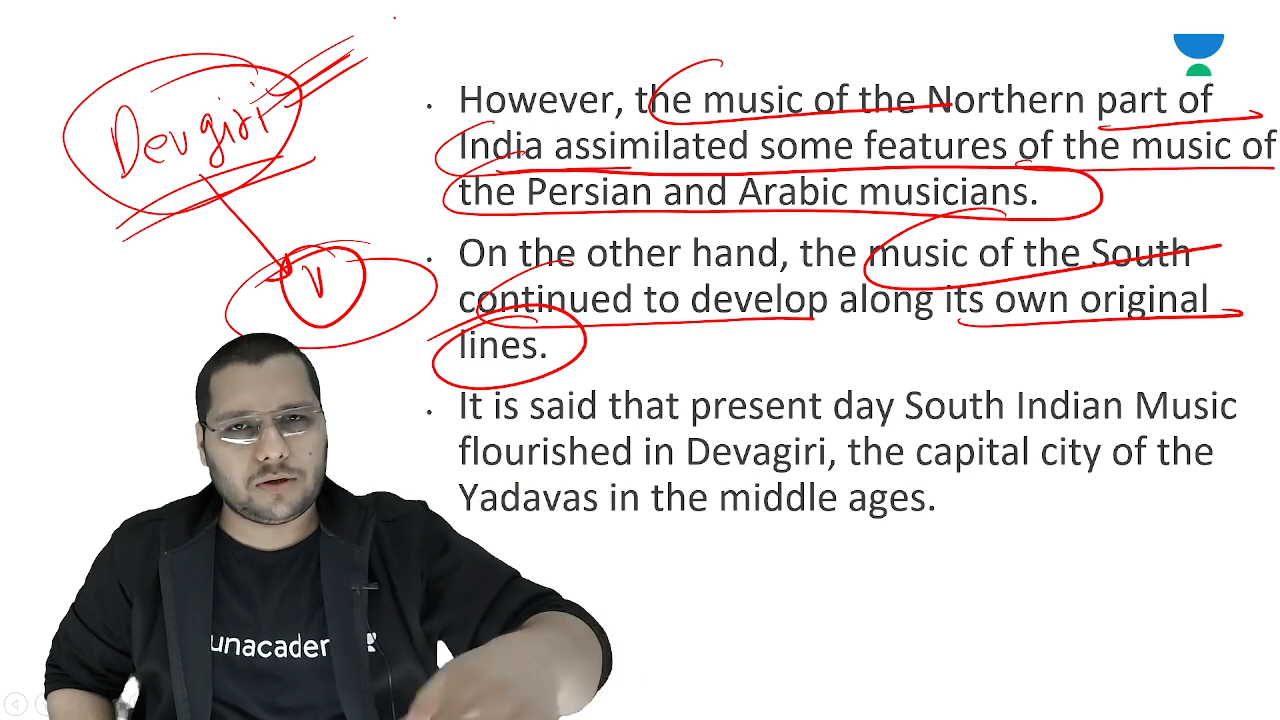 Devgiri
V
However, the music of the Northern part of
India assimilated some features of the music of
the Persian and Arabic musicians.
On the other hand, the music of the South
continued to develop along its own original
lines.
It is said that present day South Indian Music
flourished in Devagiri, the capital city of the
Yadavas in the middle ages.
unacader